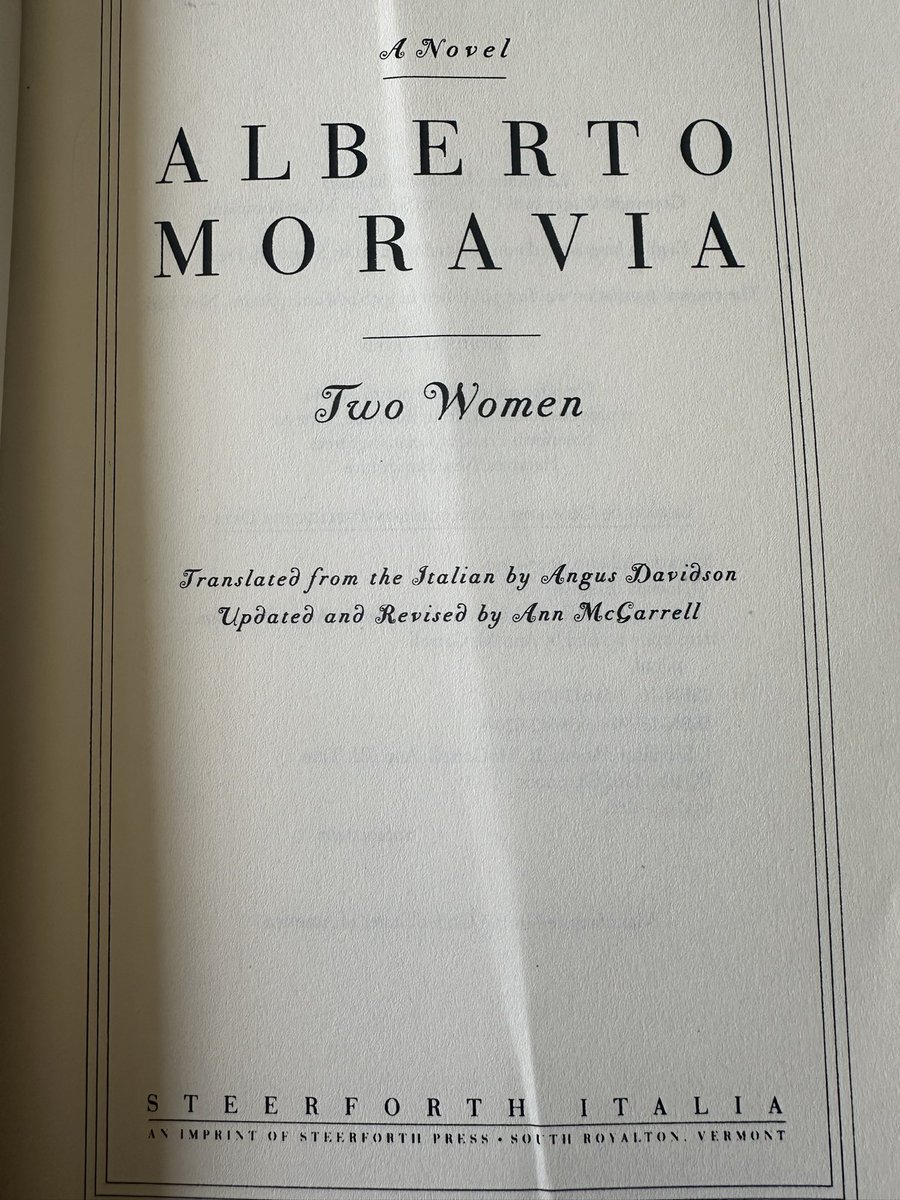 A Novel
ALBERTO
MORAVIA
Two Women
Translated from the Italian by Angus Davidson
Updated and Revised by Ann McGarrell
STEERFORTH ITALIA
AN IMPRINT OF STEERFORTH PRESS • SOUTH ROYALTON, VERMONT